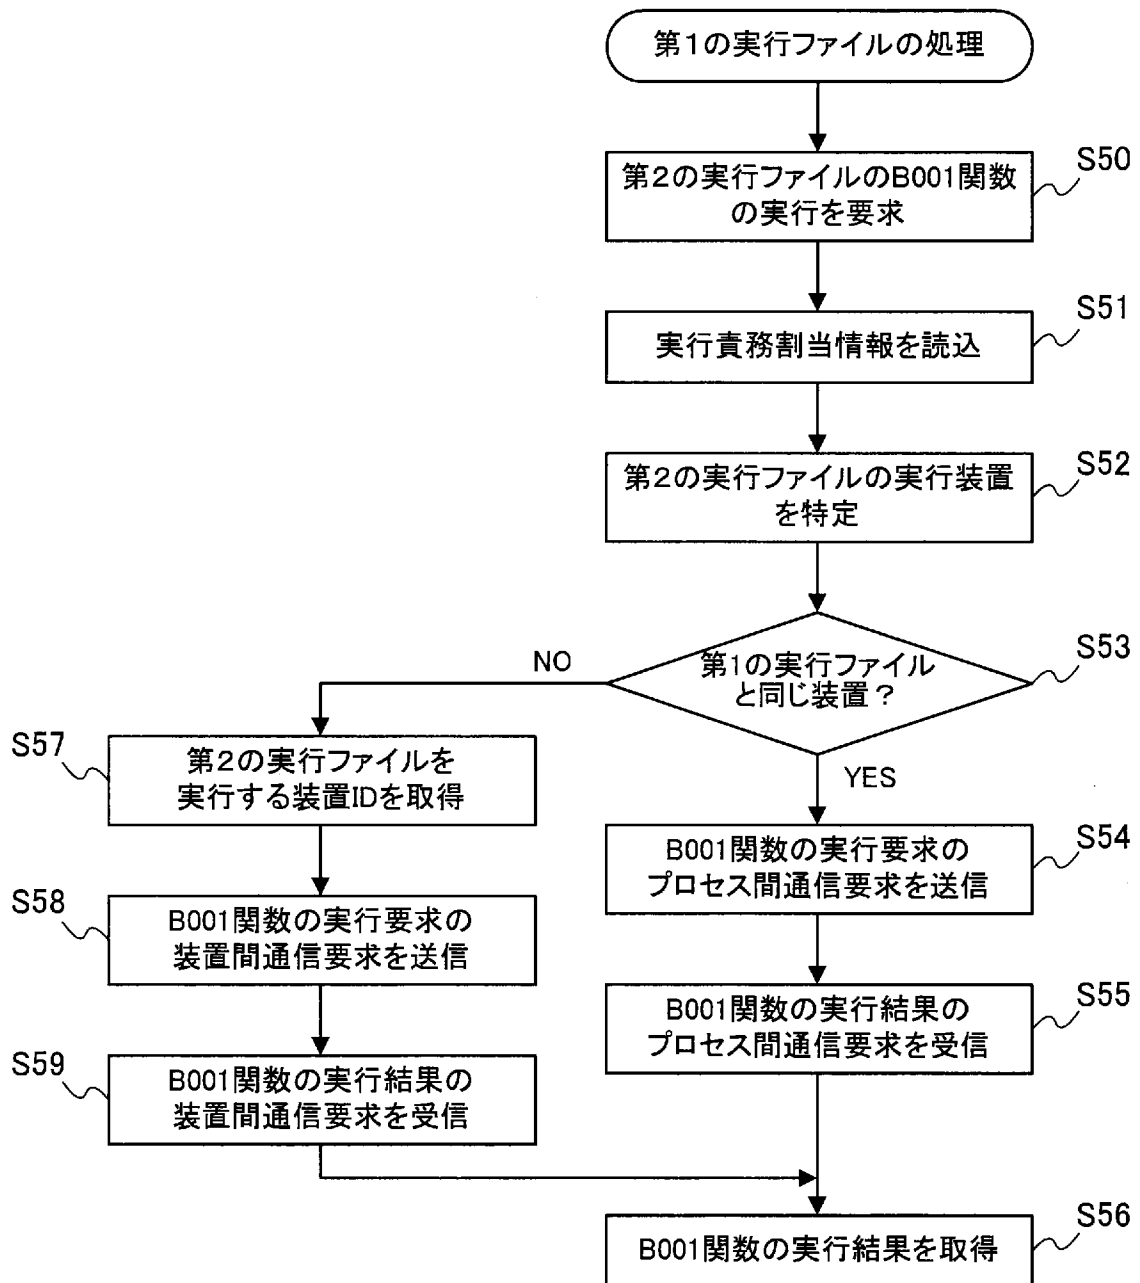 第1の実行ファイルの処理
S50
第2の実行ファイルのB001関数
の実行を要求
S51
実行責務割当情報を読込
S52
第2の実行ファイルの実行装置
を特定
S53
第1の実行ファイル
と同じ装置?
NO
YES
S57
第2の実行ファイルを
実行する装置IDを取得
S54
B001関数の実行要求の
プロセス間通信要求を送信
S58
B001関数の実行要求の
装置間通信要求を送信
S55
B001関数の実行結果の
プロセス間通信要求を受信
S59
B001関数の実行結果の
装置間通信要求を受信
S56
B001関数の実行結果を取得